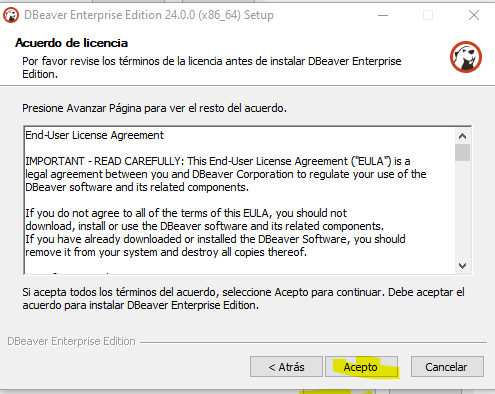 DBeaver Enterprise Edition 24.0.0 (x86_64) Setup
Acuerdo de licencia
Por favor revise los términos de la licencia antes de instalar DBeaver Enterprise
Edition.
Presione Avanzar Página para ver el resto del acuerdo.
End-User License Agreement
IMPORTANT - READ CAREFULLY: This End-User License Agreement ("EULA") is a
legal agreement between you and DBeaver Corporation to regulate your use of the
DBeaver software and its related components.
If you do not agree to all of the terms of this EULA, you should not
download, install or use the DBeaver software and its related components.
If you have already downloaded or installed the DBeaver Software, you should
remove it from your system and destroy all copies thereof.
Si acepta todos los términos del acuerdo, seleccione Acepto para continuar. Debe aceptar el
acuerdo para instalar DBeaver Enterprise Edition.
DBeaver Enterprise Edition
< Atrás
Acepto
Cancelar